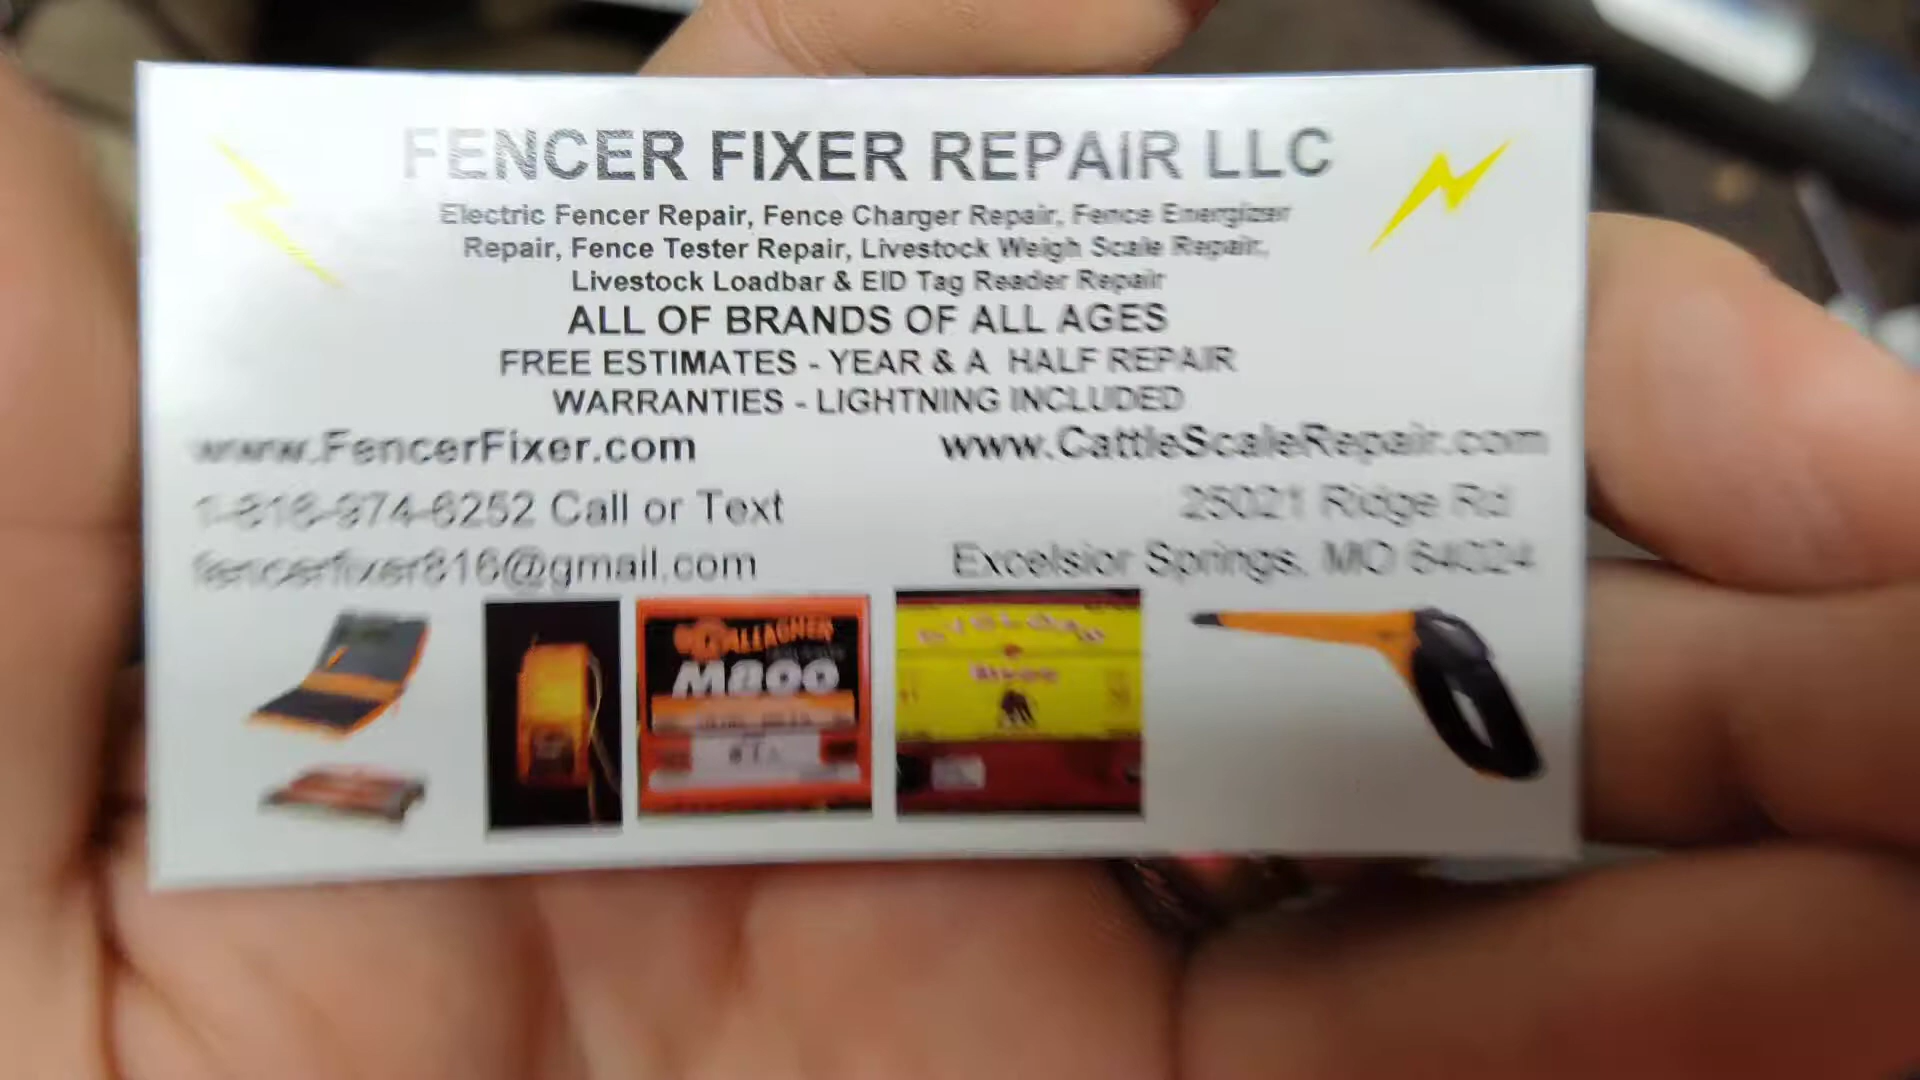 FENCER FIXER REPAIR LLC
Electric Fencer Repair, Fence Charger Repair, Fence Energizer
Repair, Fence Tester Repair, Livestock Weigh Scale Repair,
Livestock Loadbar & EID Tag Reader Repair
ALL OF BRANDS OF ALL AGES
FREE ESTIMATES - YEAR & A HALF REPAIR
WARRANTIES - LIGHTNING INCLUDED
www.FencerFixer.com
www.CattleScaleRepair.com
1-816-974-6252 Call or Text
25021 Ridge Rd
fencerfixer816@gmail.com
Excelsior Springs, MO 64024
GALLAGHER
M800
CYCLOPS